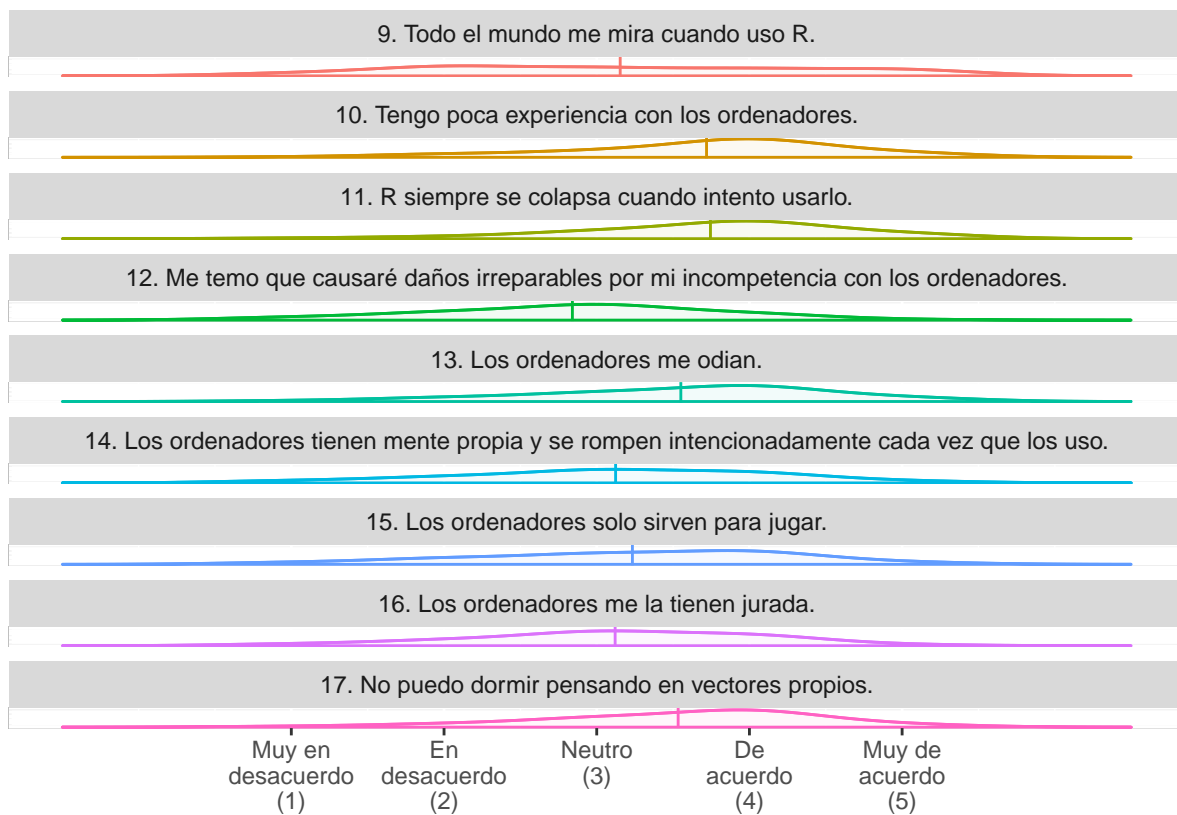 9. Todo el mundo me mira cuando uso R.
10. Tengo poca experiencia con los ordenadores.
11. R siempre se colapsa cuando intento usarlo.
12. Me temo que causaré daños irreparables por mi incompetencia con los ordenadores.
13. Los ordenadores me odian.
14. Los ordenadores tienen mente propia y se rompen intencionadamente cada vez que los uso.
15. Los ordenadores solo sirven para jugar.
16. Los ordenadores me la tienen jurada.
17. No puedo dormir pensando en vectores propios.
Muy en
desacuerdo
(1)
En
desacuerdo
(2)
Neutro
(3)
De
acuerdo
(4)
Muy de
acuerdo
(5)